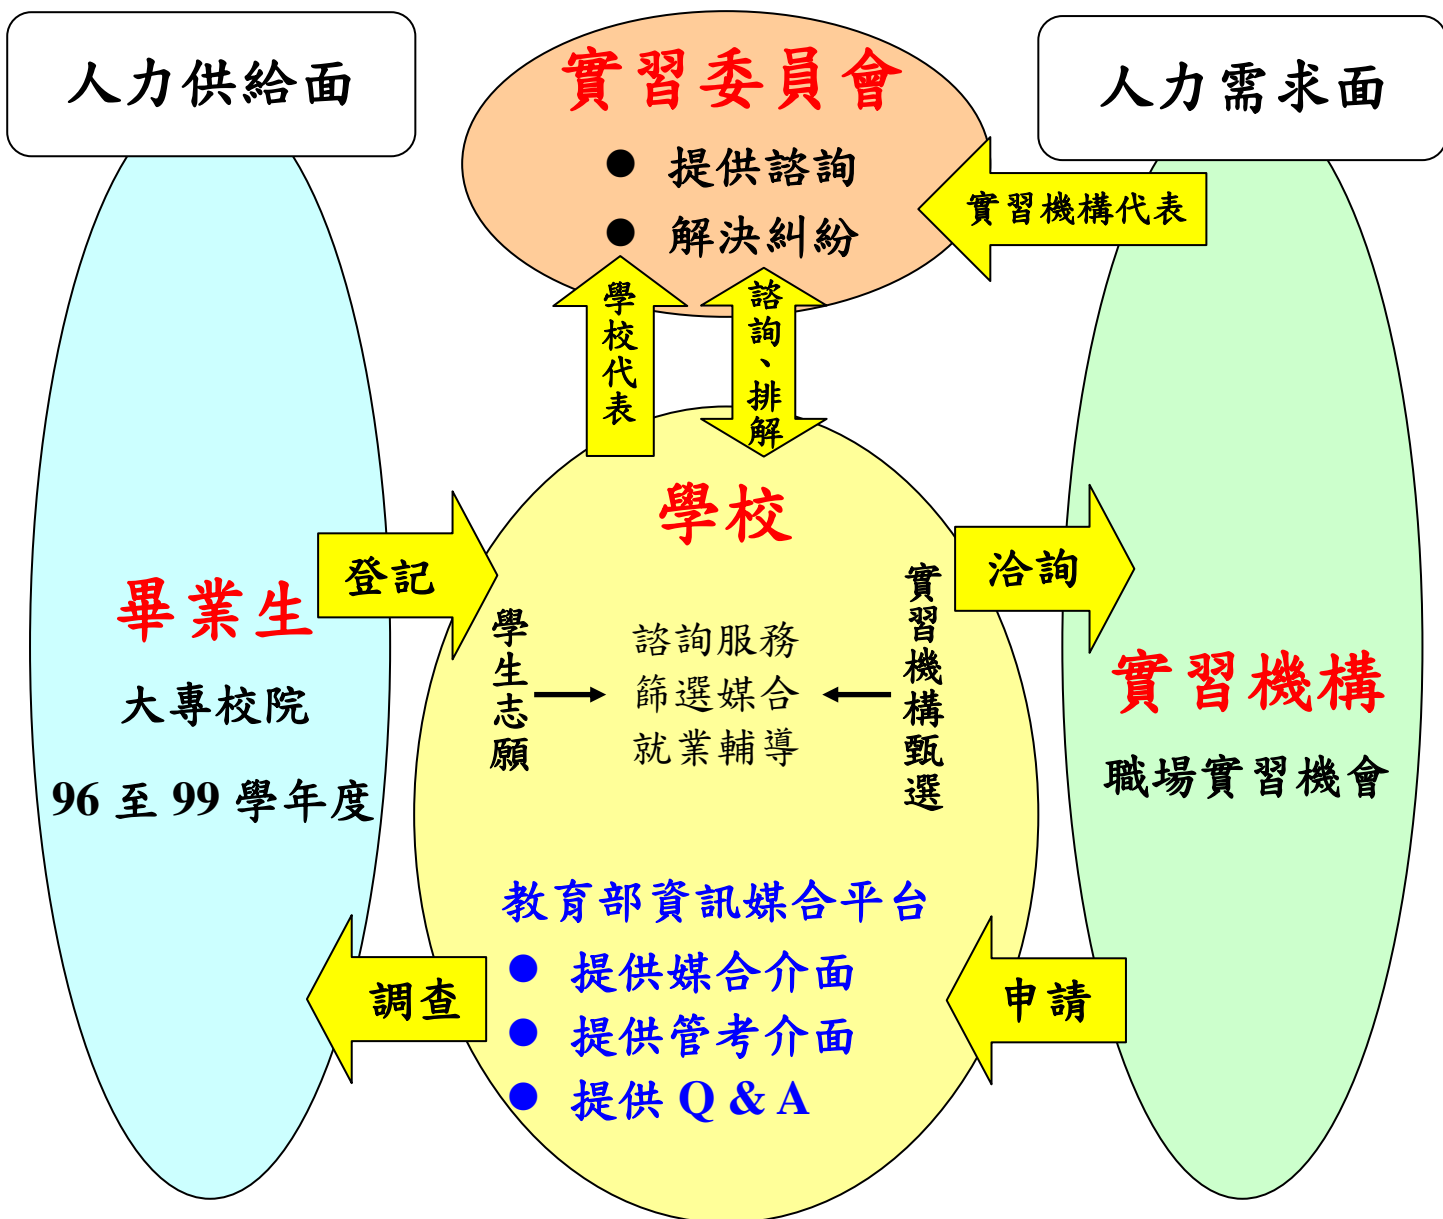 人力供給面
實習委員會
● 提供諮詢
● 解決糾紛
人力需求面
實習機構代表
學校代表
諮詢、排解
學校
登記
洽詢
畢業生
大專校院
96 至 99 學年度
學生志願
諮詢服務
篩選媒合
就業輔導
實習機構甄選
實習機構
職場實習機會
教育部資訊媒合平台
● 提供媒合介面
● 提供管考介面
● 提供 Q & A
調查
申請